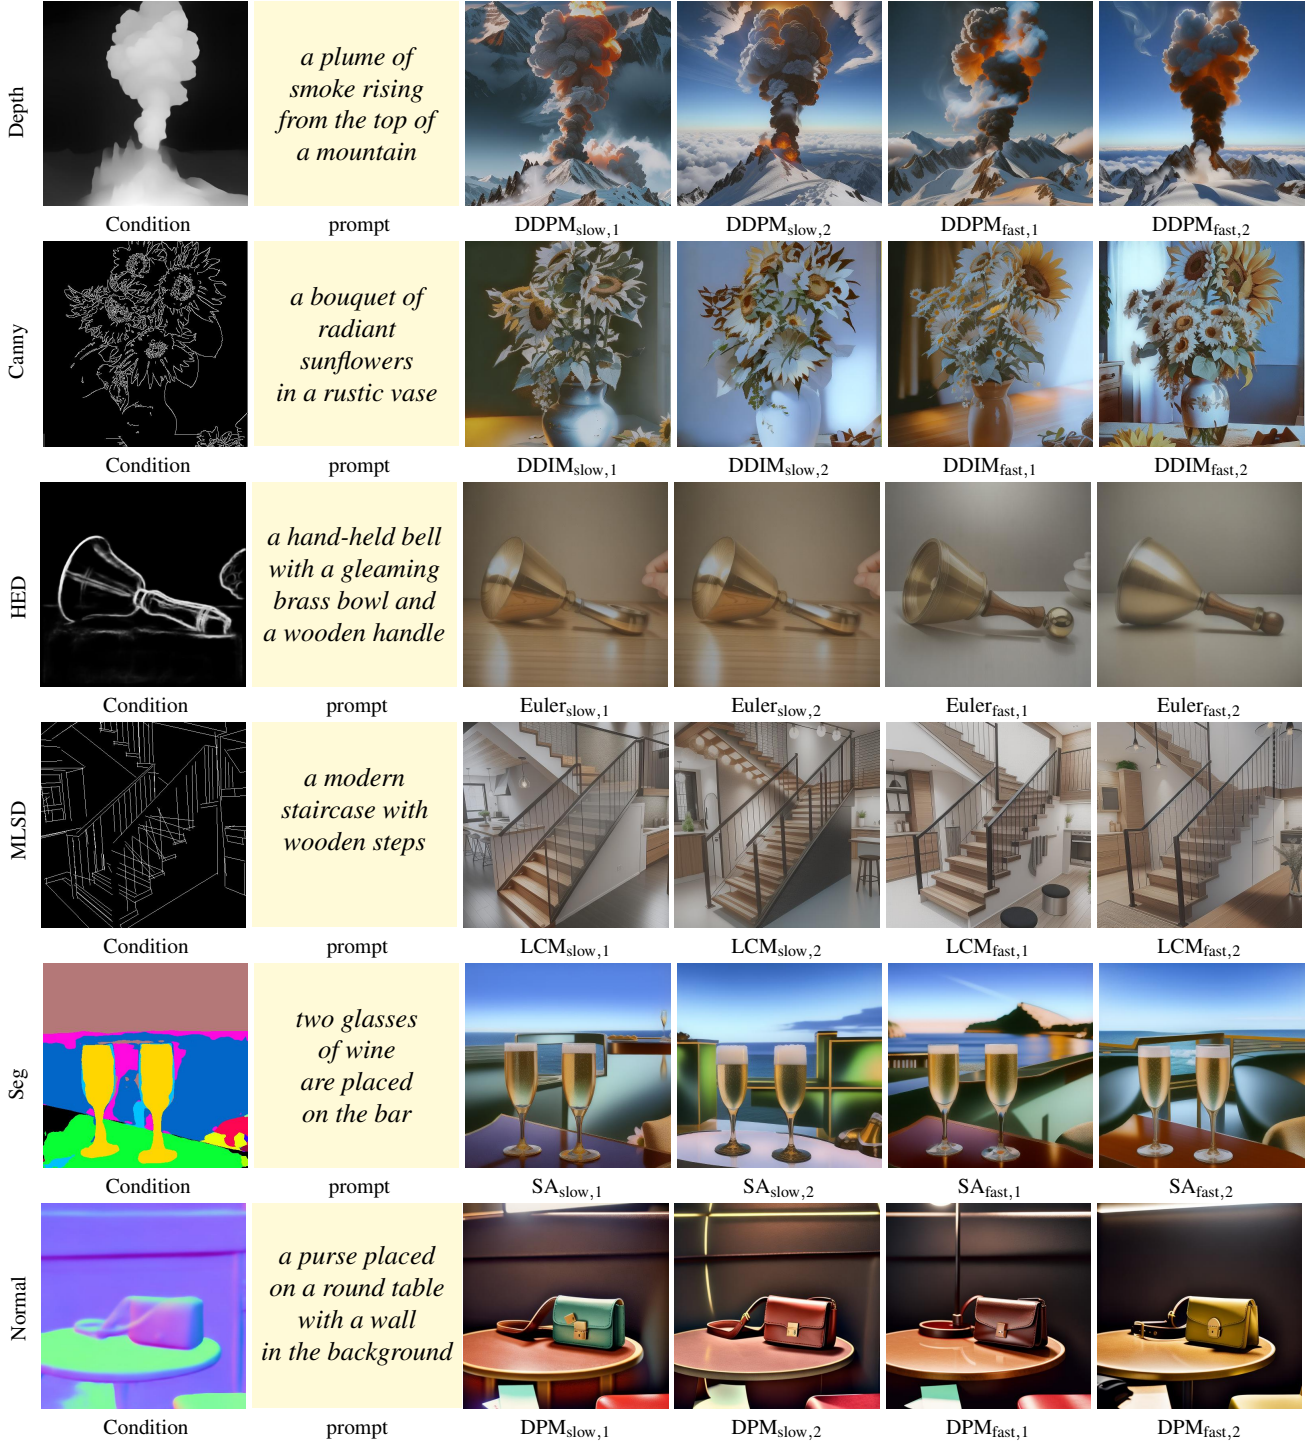 Depth
a plume of
smoke rising
from the top of
a mountain
Condition
prompt
DDPMslow,1
DDPMslow,2
DDPMfast,1
DDPMfast,2
Canny
a bouquet of
radiant
sunflowers
in a rustic vase
Condition
prompt
DDIMslow,1
DDIMslow,2
DDIMfast,1
DDIMfast,2
HED
a hand-held bell
with a gleaming
brass bowl and
a wooden handle
Condition
prompt
Eulerslow,1
Eulerslow,2
Eulerfast,1
Eulerfast,2
MLSD
a modern
staircase with
wooden steps
Condition
prompt
LCMslow,1
LCMslow,2
LCMfast,1
LCMfast,2
Seg
two glasses
of wine
are placed
on the bar
Condition
prompt
SAslow,1
SAslow,2
SAfast,1
SAfast,2
Normal
a purse placed
on a round table
with a wall
in the background
Condition
prompt
DPMslow,1
DPMslow,2
DPMfast,1
DPMfast,2